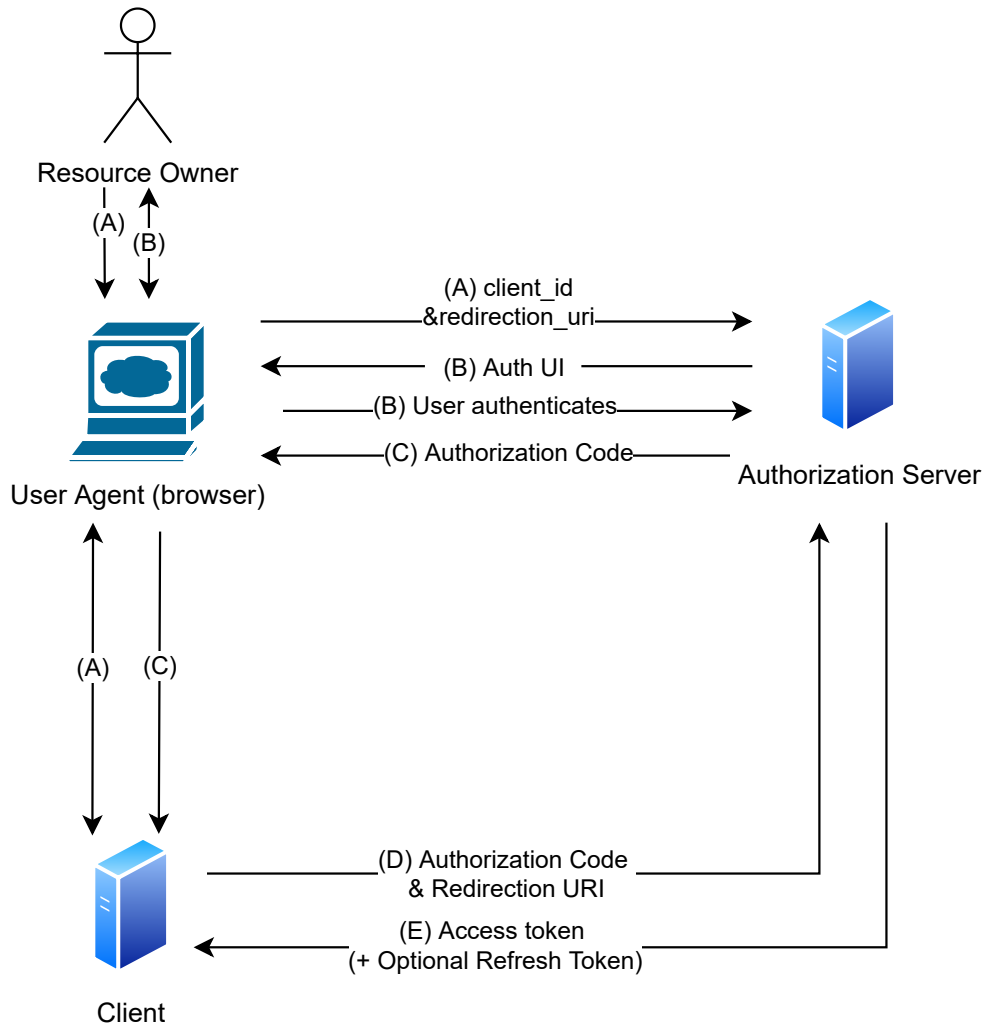 Resource Owner
(A)
(B)
(A) client_id
&redirection_uri
(B) Auth UI
(B) User authenticates
(C) Authorization Code
Authorization Server
User Agent (browser)
(A)
(C)
(D) Authorization Code
& Redirection URI
(E) Access token
(+ Optional Refresh Token)
Client